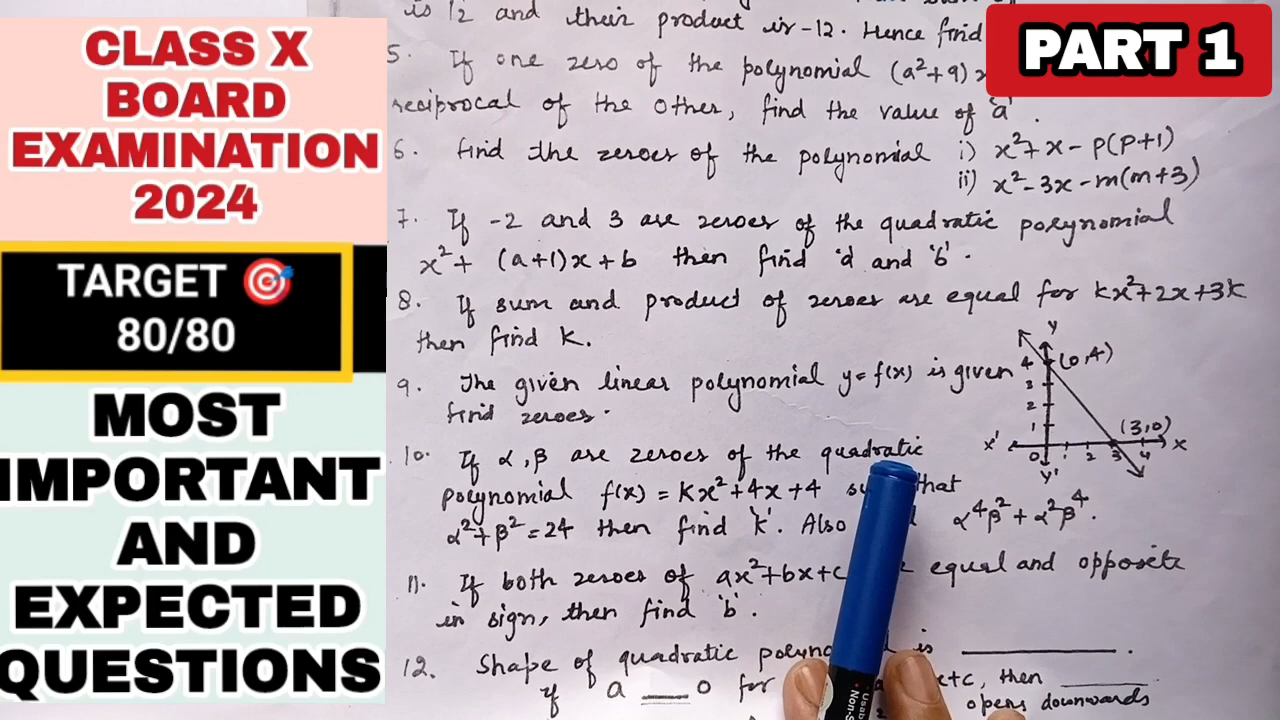 CLASS X
BOARD
EXAMINATION
2024
TARGET 🎯
80/80
MOST
IMPORTANT
AND
EXPECTED
QUESTIONS
PART 1
is 12 and their product is -12. Hence find
5. If one zero of the polynomial (a²+9)x
reciprocal of the other, find the value of 'a'.
6. Find the zeroes of the polynomial i) x²+x-p(p+1)
ii) x²-3x-m(m+3)
7. If -2 and 3 are zeroes of the quadratic polynomial
x²+ (a+1)x+b then find 'a' and 'b'.
8. If sum and product of zeroes are equal for kx²+2x+3k
then find k.
9. The given linear polynomial y=f(x) is given
find zeroes.
Y
4 (0,4)
3
2
1 (3,0)
X' 0 1 2 3 4 X
Y'
10. If α,β are zeroes of the quadratic
polynomial f(x) = kx²+4x+4 that
α²+β²=24 then find 'k'. Also α⁴β²+α²β⁴.
11. If both zeroes of ax²+bx+c equal and opposite
in sign, then find 'b'.
12. Shape of quadratic is ______.
if a __ 0 for +c, then ______
opens downwards